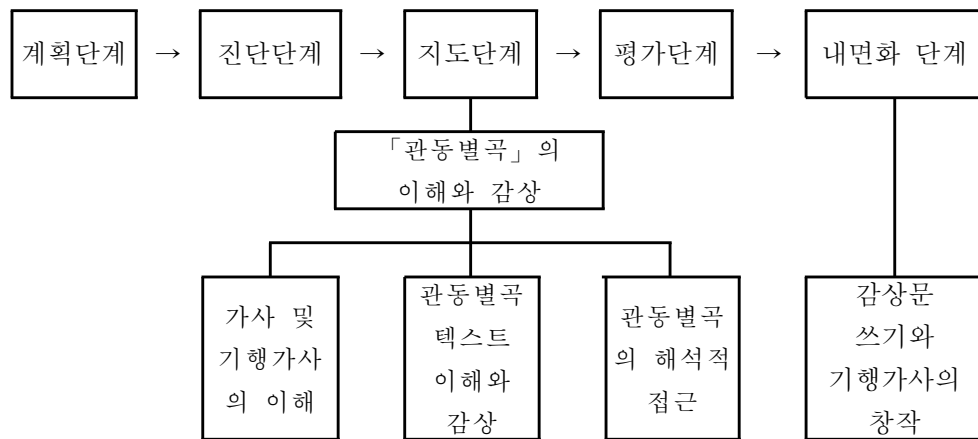 계획단계 → 진단단계 → 지도단계 → 평가단계 → 내면화 단계
「관동별곡」의
이해와 감상
가사 및
기행가사
의 이해
관동별곡
텍스트
이해와
감상
관동별곡
의 해석적
접근
감상문
쓰기와
기행가사의
창작